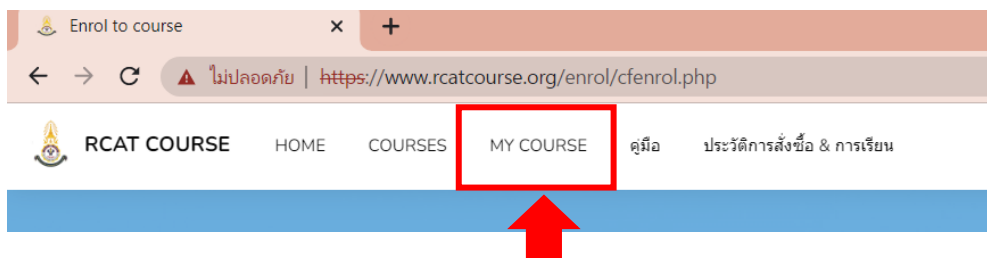 Enrol to course
ไม่ปลอดภัย | https://www.rcatcourse.org/enrol/cfenrol.php
RCAT COURSE HOME COURSES MY COURSE คู่มือ ประวัติการสั่งซื้อ & การเรียน